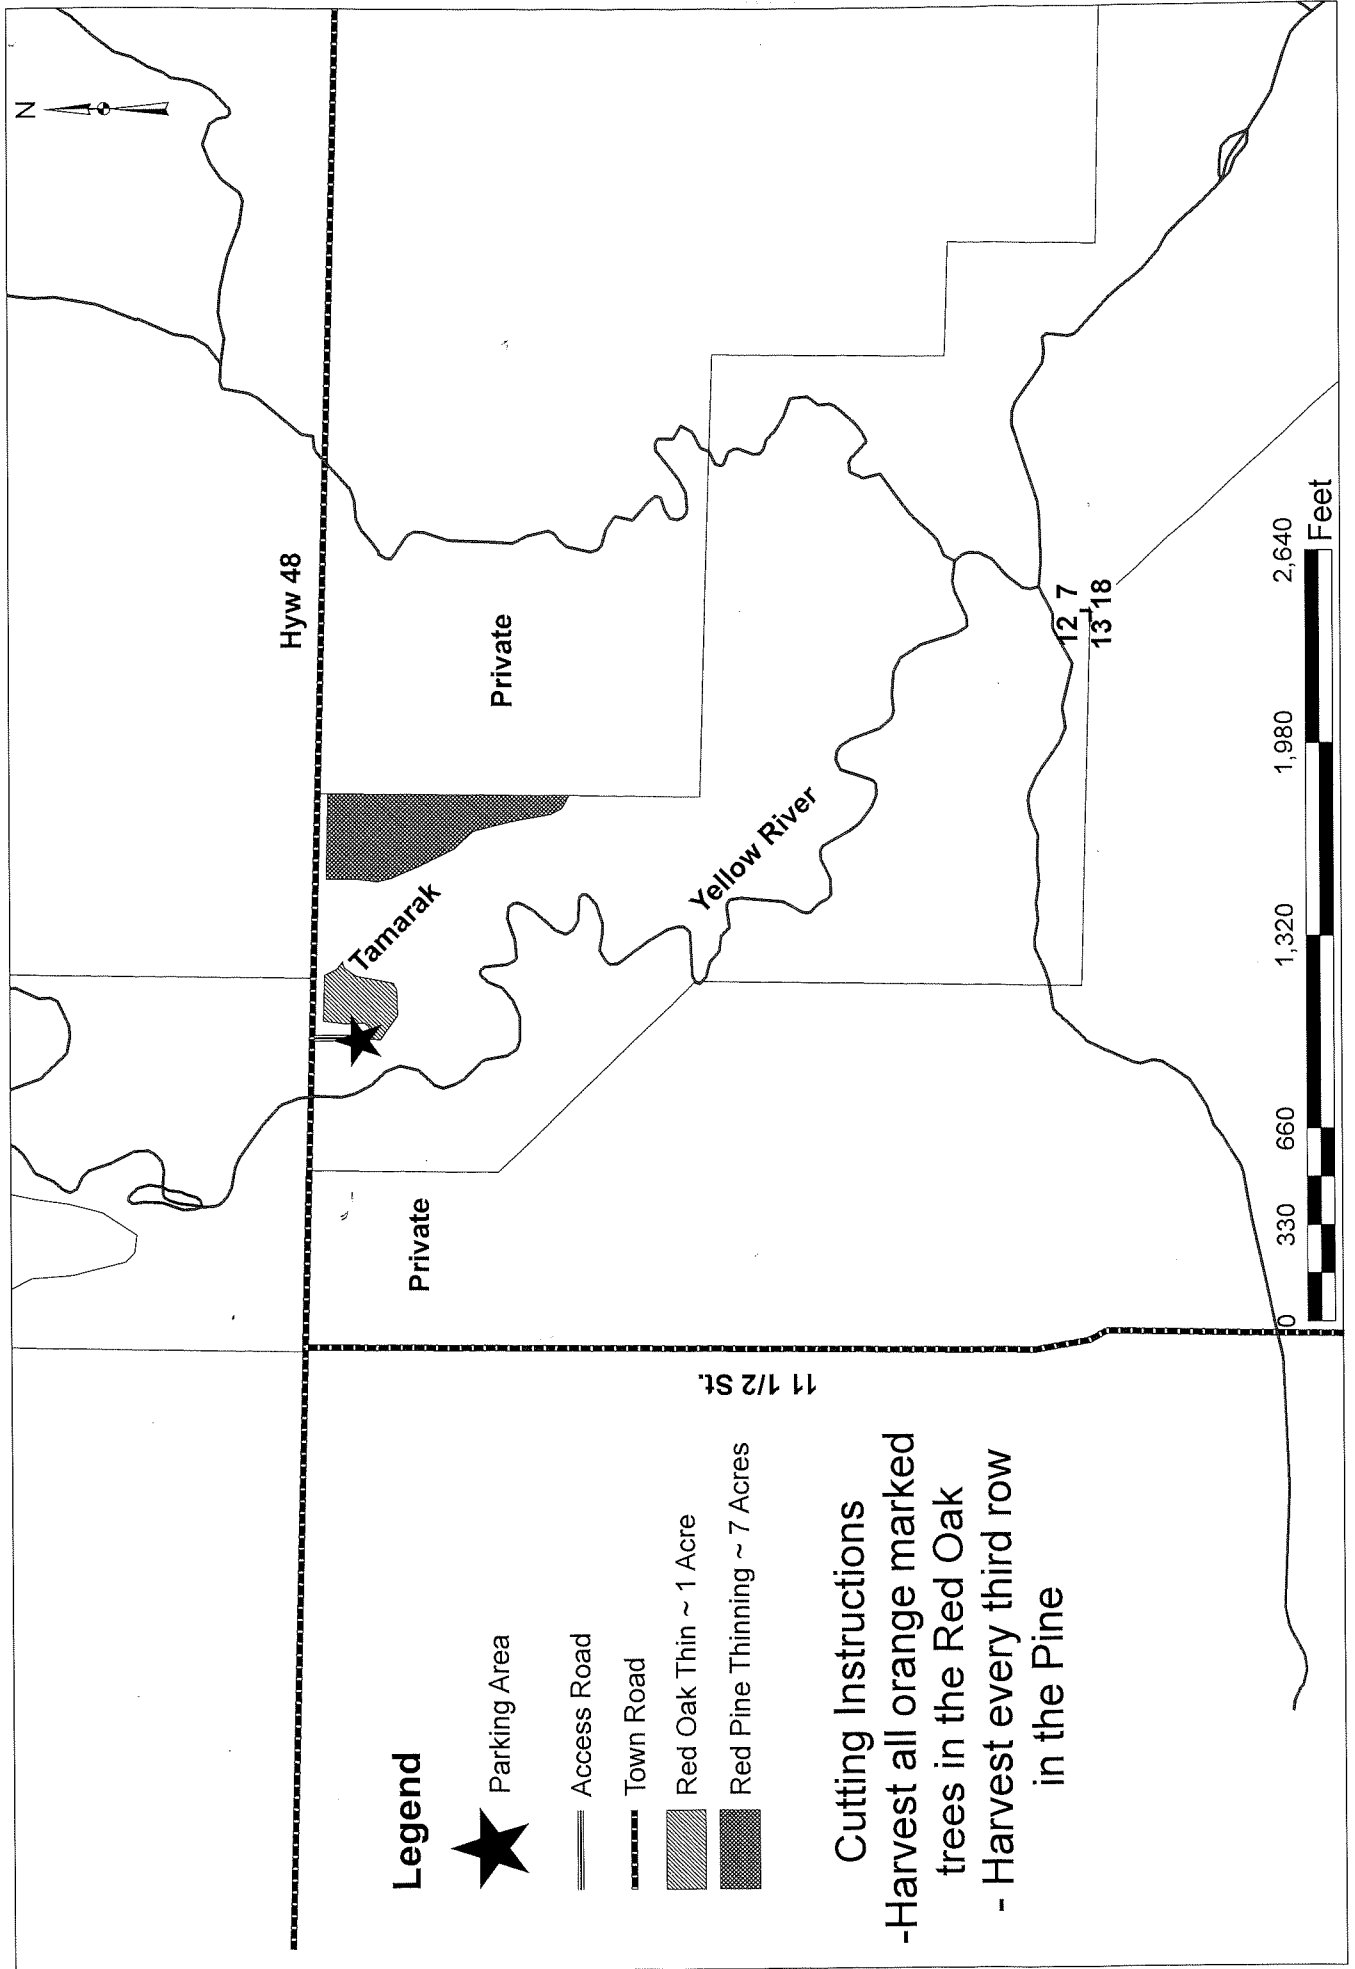 N
Hyw 48
Private
Tamarak
Private
Yellow River
12 7
13 18
11 1/2 St.
Legend
Parking Area
Access Road
Town Road
Red Oak Thin ~ 1 Acre
Red Pine Thinning ~ 7 Acres
Cutting Instructions
-Harvest all orange marked
trees in the Red Oak
- Harvest every third row
in the Pine
0 330 660 1,320 1,980 2,640
Feet